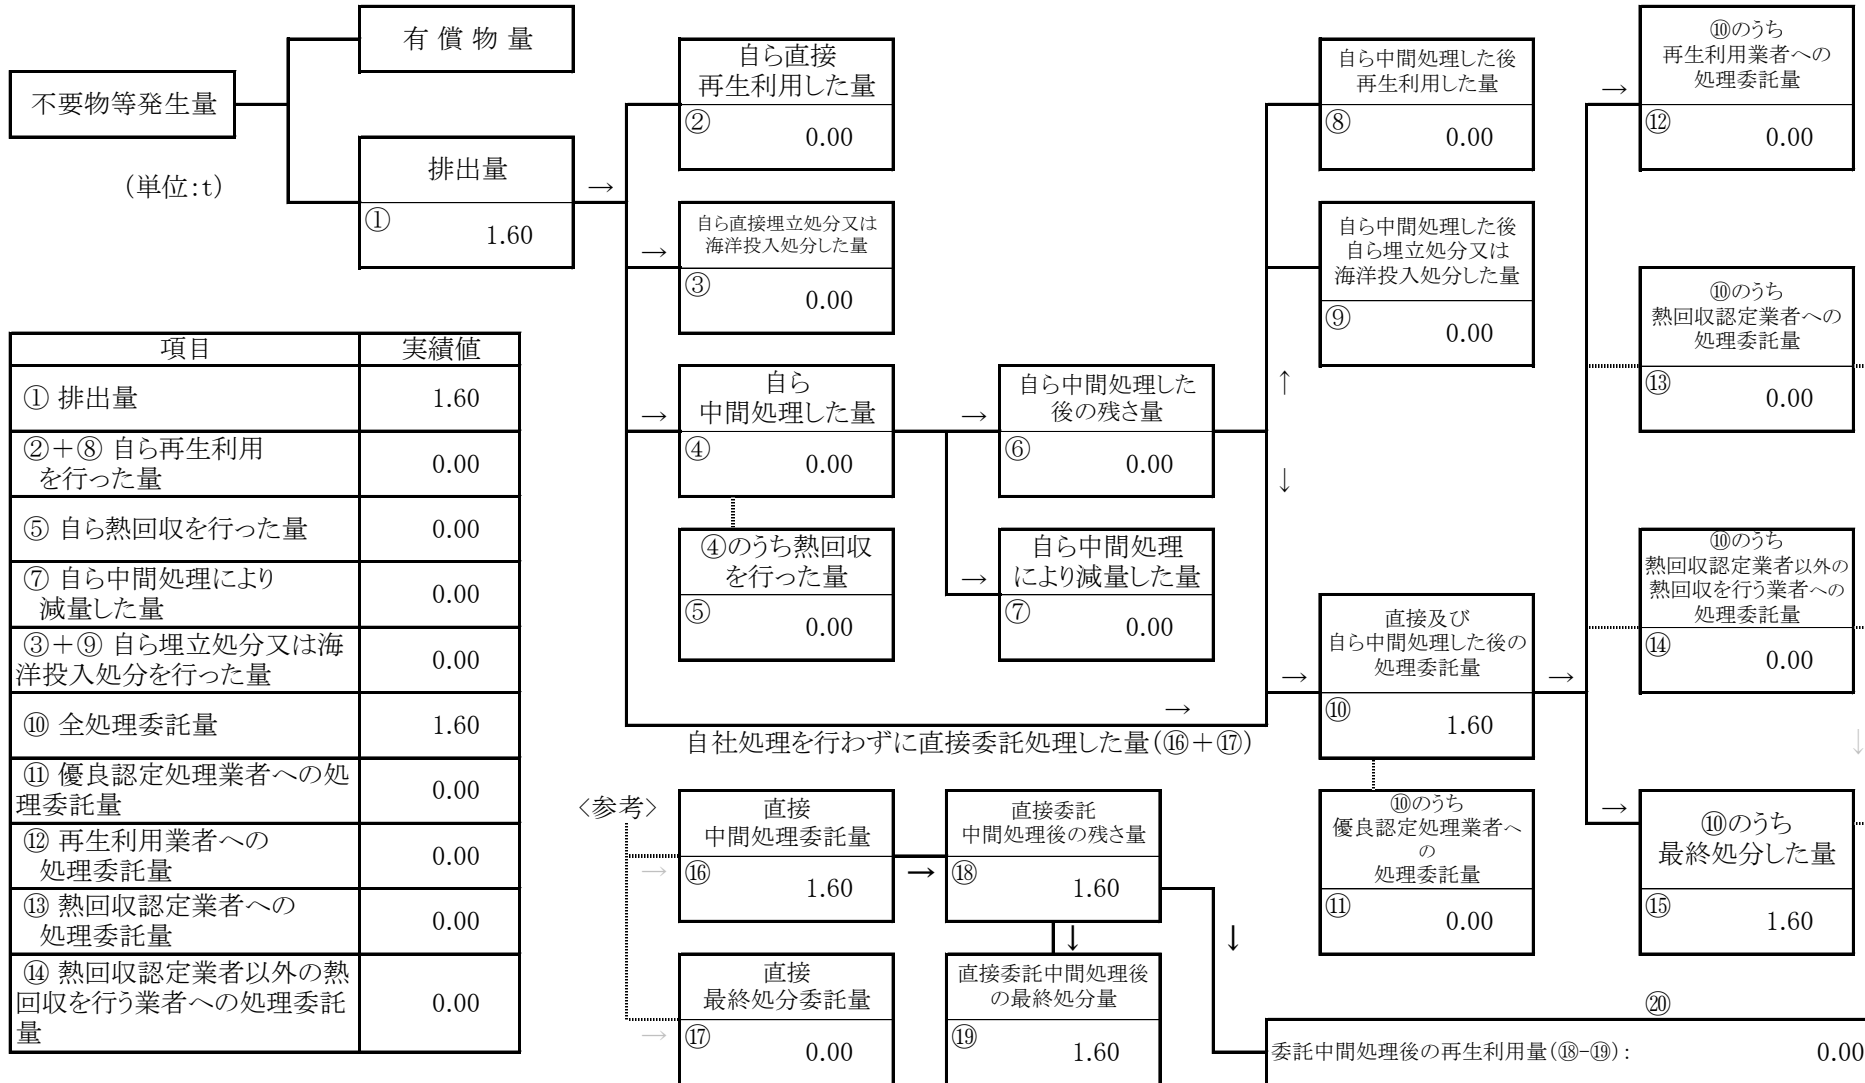 有 償 物 量
不要物等発生量
(単位:t)
排出量
① 1.60
→
自ら直接
再生利用した量
② 0.00
→
自ら直接埋立処分又は
海洋投入処分した量
③ 0.00
→
自ら
中間処理した量
④ 0.00
④のうち熱回収
を行った量
⑤ 0.00
→
自ら中間処理した
後の残さ量
⑥ 0.00
→
自ら中間処理
により減量した量
⑦ 0.00
自ら中間処理した後
再生利用した量
⑧ 0.00
自ら中間処理した後
自ら埋立処分又は
海洋投入処分した量
⑨ 0.00
↑
↓
→
自社処理を行わずに直接委託処理した量(⑯+⑰)
→
直接及び
自ら中間処理した後の
処理委託量
⑩ 1.60
⑩のうち
優良認定処理業者へ
の
処理委託量
⑪ 0.00
→
→
⑩のうち
再生利用業者への
処理委託量
⑫ 0.00
⑩のうち
熱回収認定業者への
処理委託量
⑬ 0.00
⑩のうち
熱回収認定業者以外の
熱回収を行う業者への
処理委託量
⑭ 0.00
↓
→
⑩のうち
最終処分した量
⑮ 1.60
項目 実績値
① 排出量 1.60
②+⑧ 自ら再生利用
を行った量 0.00
⑤ 自ら熱回収を行った量 0.00
⑦ 自ら中間処理により
減量した量 0.00
③+⑨ 自ら埋立処分又は海
洋投入処分を行った量 0.00
⑩ 全処理委託量 1.60
⑪ 優良認定処理業者への処
理委託量 0.00
⑫ 再生利用業者への
処理委託量 0.00
⑬ 熱回収認定業者への
処理委託量 0.00
⑭ 熱回収認定業者以外の熱
回収を行う業者への処理委託
量 0.00
<参考>
→
直接
中間処理委託量
⑯ 1.60
→
直接委託
中間処理後の残さ量
⑱ 1.60
↓
↓
→
直接
最終処分委託量
⑰ 0.00
直接委託中間処理後
の最終処分量
⑲ 1.60
⑳
委託中間処理後の再生利用量(⑱-⑲): 0.00